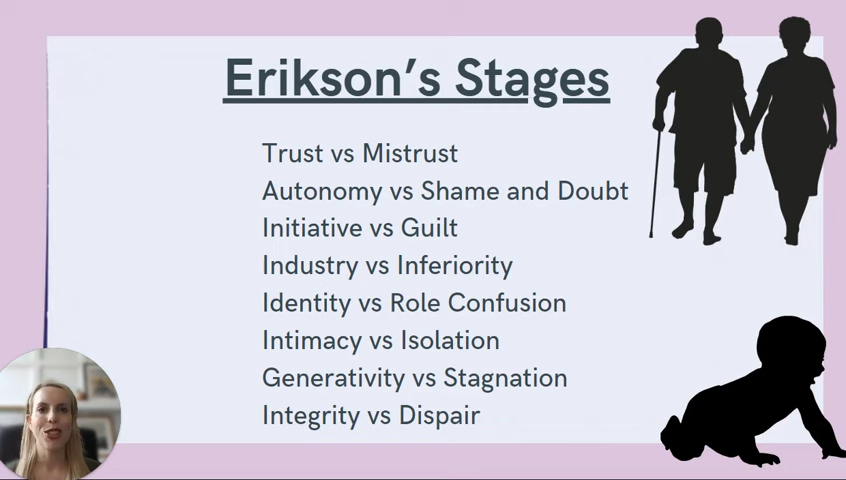 Erikson’s Stages
Trust vs Mistrust
Autonomy vs Shame and Doubt
Initiative vs Guilt
Industry vs Inferiority
Identity vs Role Confusion
Intimacy vs Isolation
Generativity vs Stagnation
Integrity vs Dispair